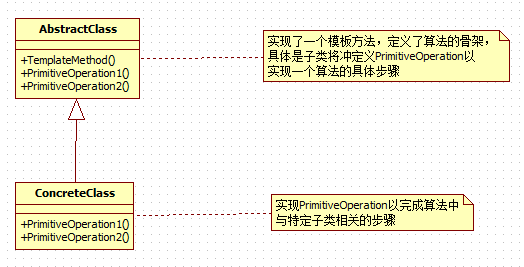 AbstractClass
+TemplateMethod()
+PrimitiveOperation1()
+PrimitiveOperation2()
实现了一个模板方法，定义了算法的骨架，
具体是子类将冲定义PrimitiveOperation以
实现一个算法的具体步骤
ConcreteClass
+PrimitiveOperation1()
+PrimitiveOperation2()
实现PrimitiveOperation以完成算法中
与特定子类相关的步骤